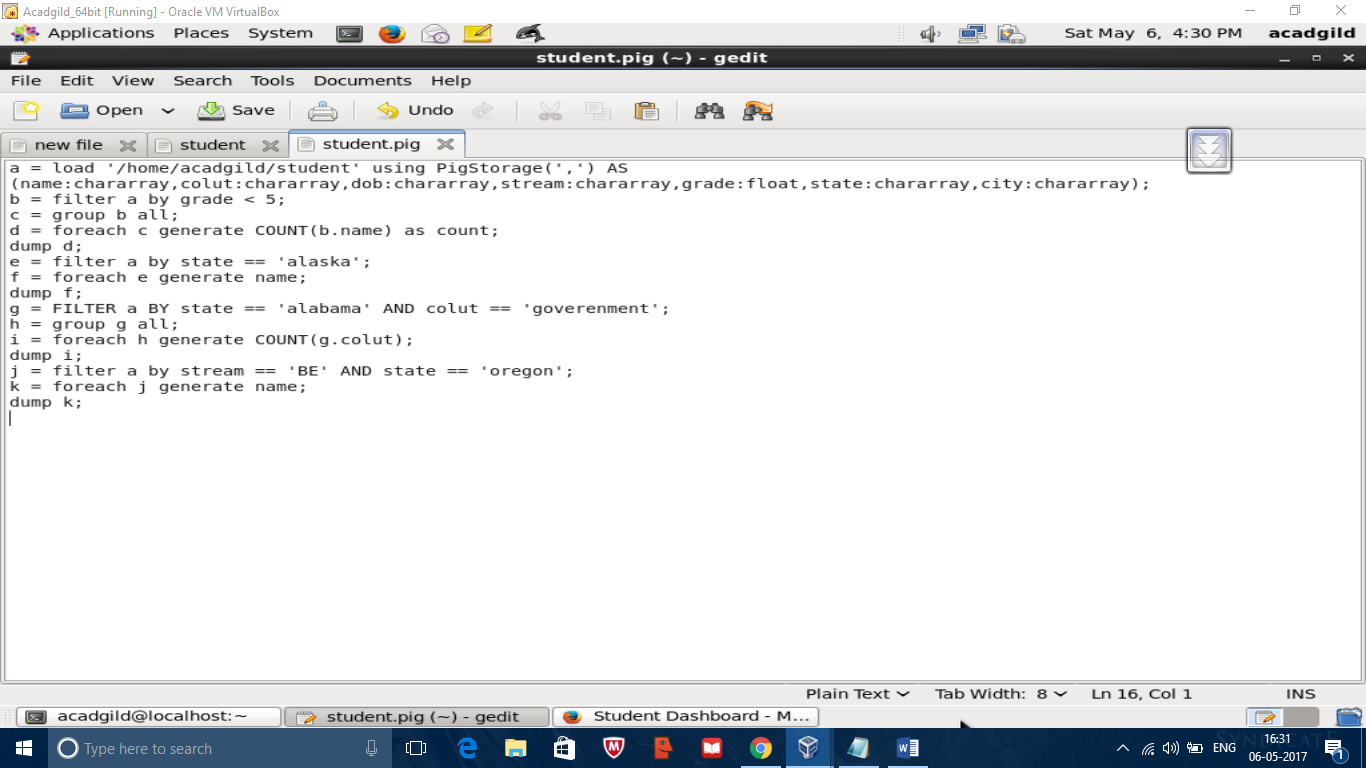 Acadgild_64bit [Running] - Oracle VM VirtualBox
Applications Places System Sat May 6, 4:30 PM acadgild
student.pig (~) - gedit
File Edit View Search Tools Documents Help
Open Save Undo
new file student student.pig
a = load '/home/acadgild/student' using PigStorage(',') AS
(name:chararray,colut:chararray,dob:chararray,stream:chararray,grade:float,state:chararray,city:chararray);
b = filter a by grade < 5;
c = group b all;
d = foreach c generate COUNT(b.name) as count;
dump d;
e = filter a by state == 'alaska';
f = foreach e generate name;
dump f;
g = FILTER a BY state == 'alabama' AND colut == 'goverenment';
h = group g all;
i = foreach h generate COUNT(g.colut);
dump i;
j = filter a by stream == 'BE' AND state == 'oregon';
k = foreach j generate name;
dump k;
Plain Text Tab Width: 8 Ln 16, Col 1 INS
acadgild@localhost:~ student.pig (~) - gedit Student Dashboard - M...
Type here to search ENG 16:31
06-05-2017 1